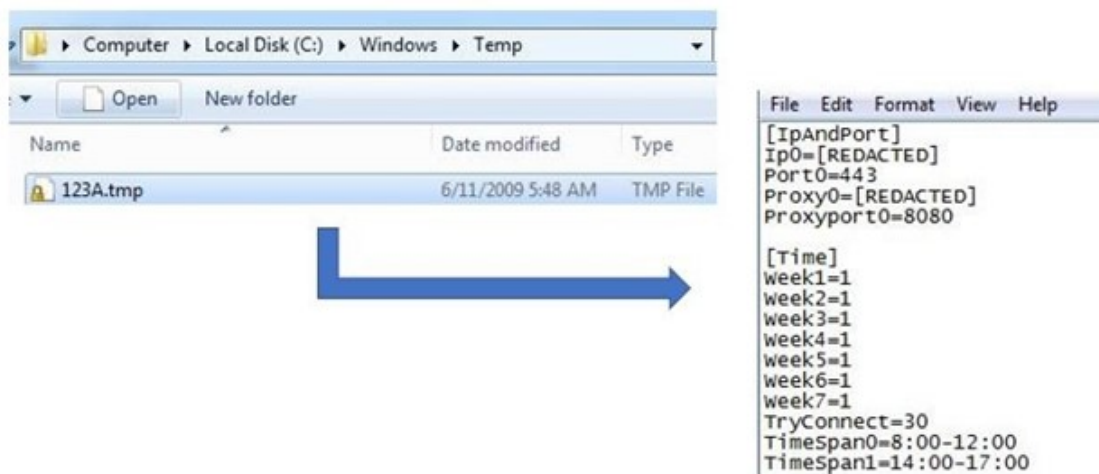 Computer Local Disk (C:) Windows Temp
Open New folder
Name Date modified Type
123A.tmp 6/11/2009 5:48 AM TMP File
File Edit Format View Help
[IpAndPort]
Ip0=[REDACTED]
Port0=443
Proxy0=[REDACTED]
Proxyport0=8080
[Time]
Week1=1
Week2=1
Week3=1
Week4=1
Week5=1
Week6=1
Week7=1
TryConnect=30
TimeSpan0=8:00-12:00
TimeSpan1=14:00-17:00